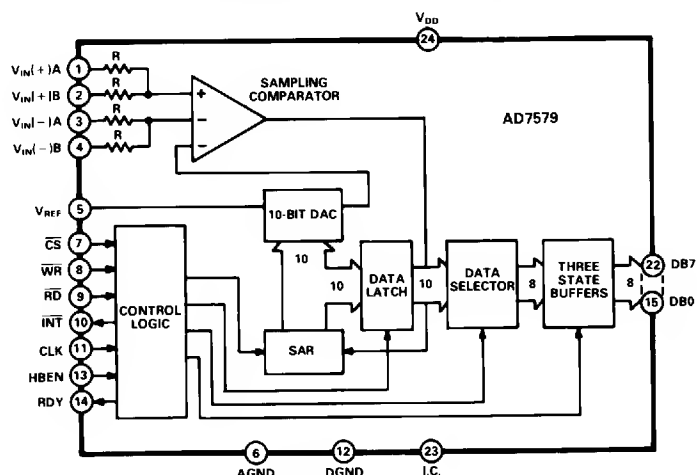 VDD
24
VIN(+)A 1 R
VIN(+)B 2 R
VIN(-)A 3 R
VIN(-)B 4 R
+
-
-
SAMPLING
COMPARATOR
AD7579
VREF 5
10-BIT DAC
CS 7
WR 8
RD 9
INT 10
CLK 11
HBEN 13
RDY 14
CONTROL
LOGIC
10
10
DATA
LATCH
10
DATA
SELECTOR
8
THREE
STATE
BUFFERS
8
22 DB7
15 DB0
SAR
6
AGND
12
DGND
23
I.C.